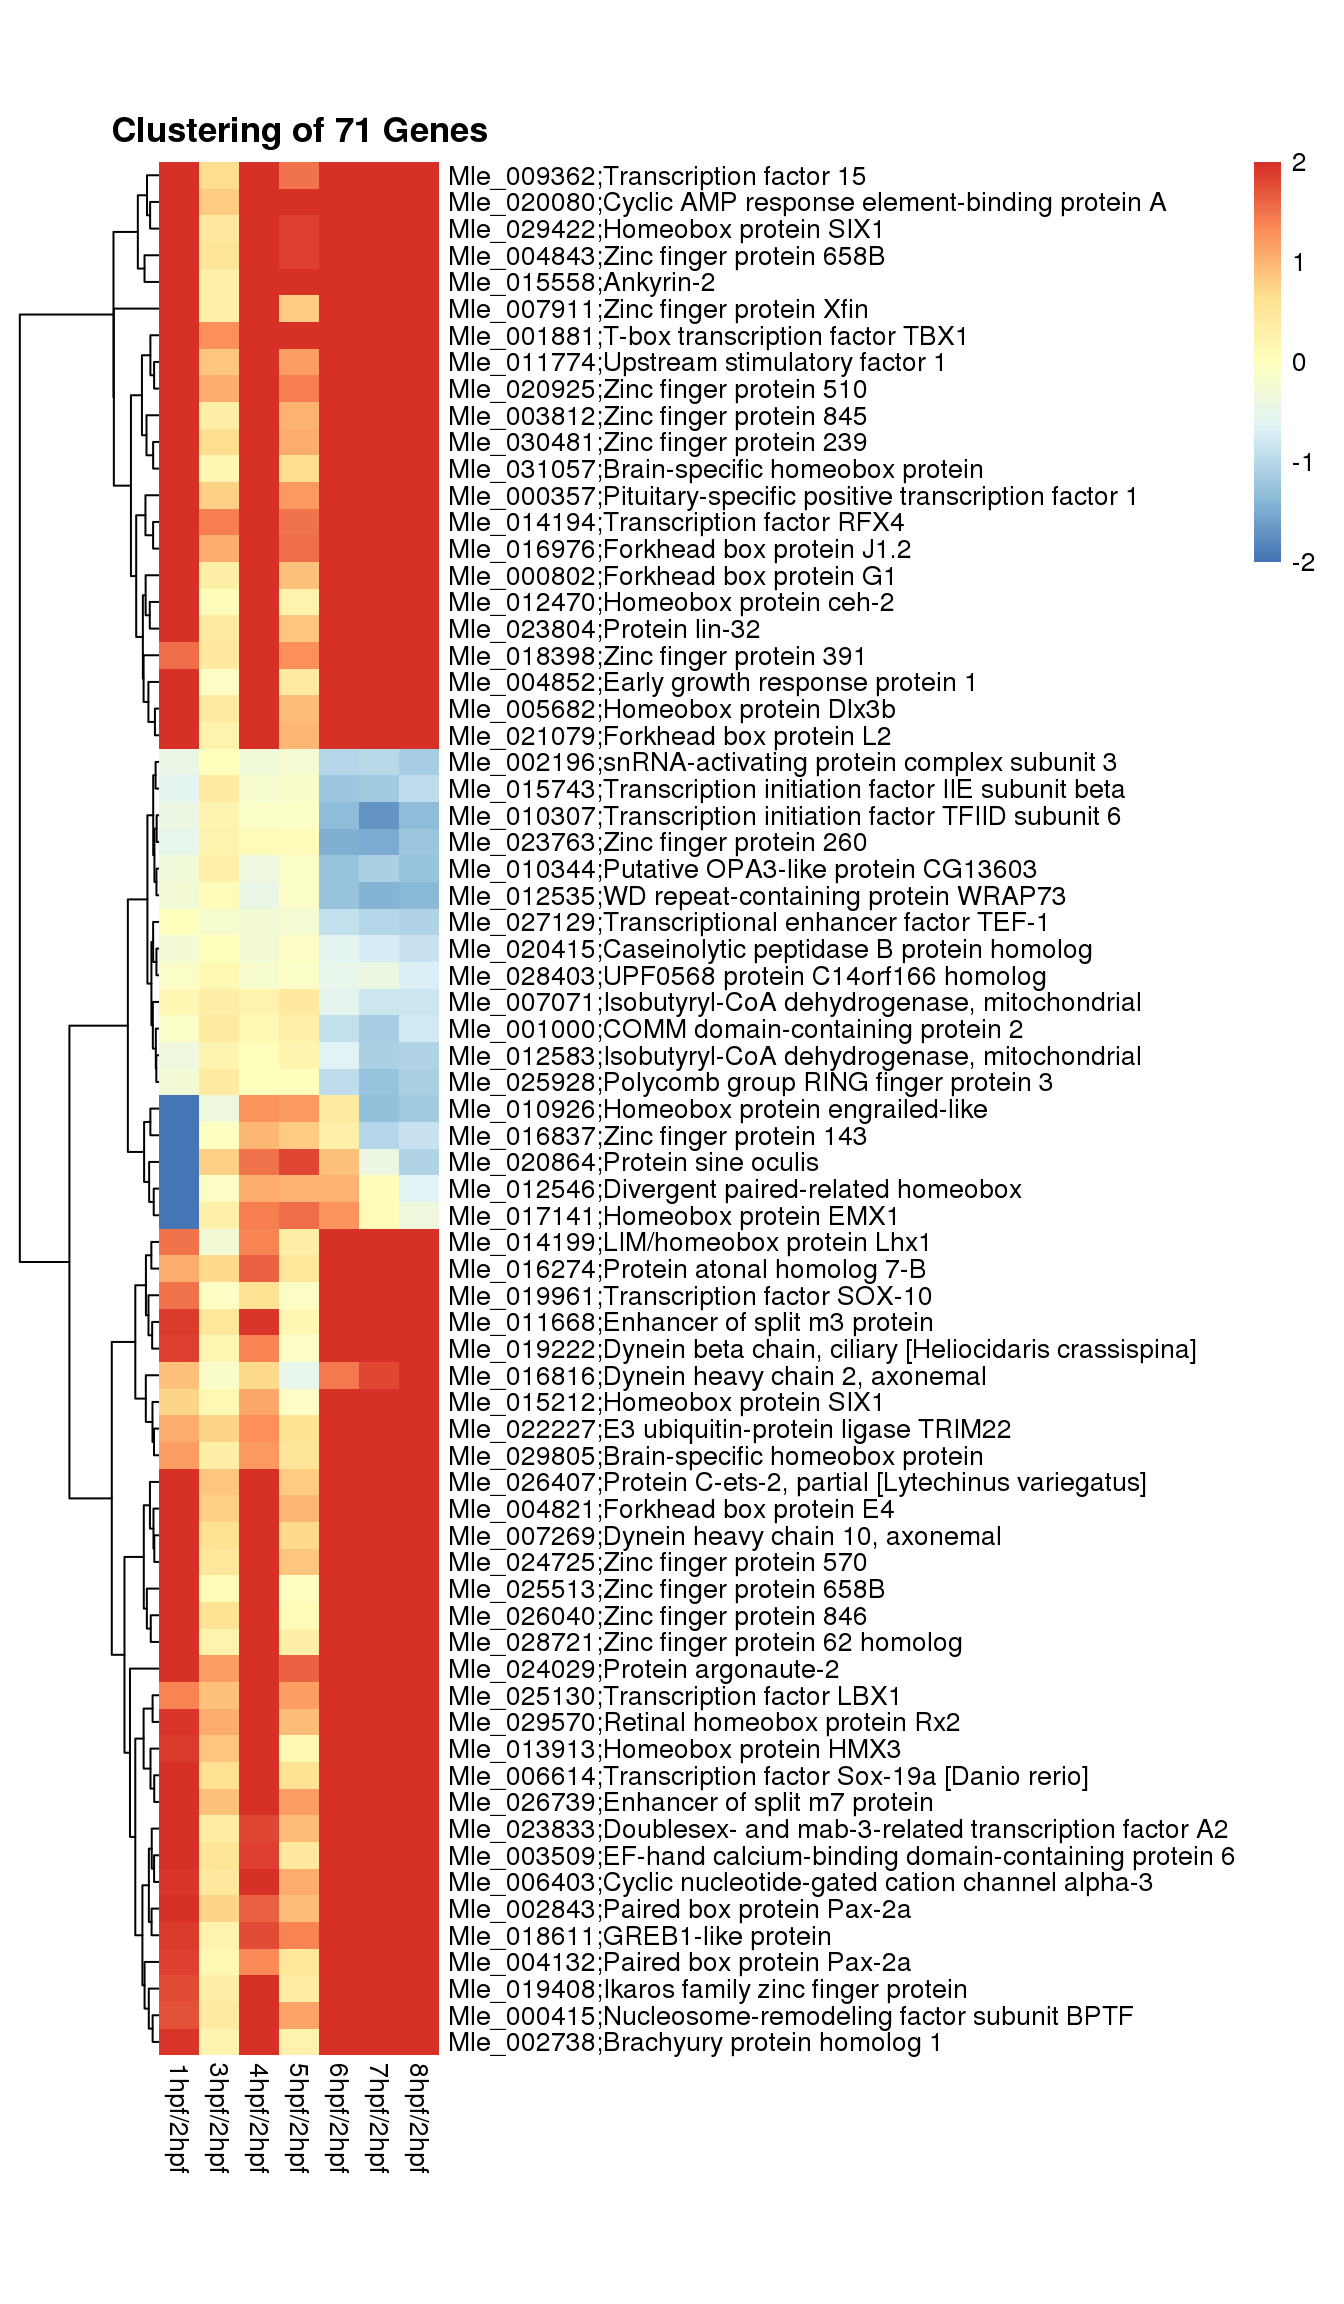 Clustering of 71 Genes
Mle_009362;Transcription factor 15
Mle_020080;Cyclic AMP response element-binding protein A
Mle_029422;Homeobox protein SIX1
Mle_004843;Zinc finger protein 658B
Mle_015558;Ankyrin-2
Mle_007911;Zinc finger protein Xfin
Mle_001881;T-box transcription factor TBX1
Mle_011774;Upstream stimulatory factor 1
Mle_020925;Zinc finger protein 510
Mle_003812;Zinc finger protein 845
Mle_030481;Zinc finger protein 239
Mle_031057;Brain-specific homeobox protein
Mle_000357;Pituitary-specific positive transcription factor 1
Mle_014194;Transcription factor RFX4
Mle_016976;Forkhead box protein J1.2
Mle_000802;Forkhead box protein G1
Mle_012470;Homeobox protein ceh-2
Mle_023804;Protein lin-32
Mle_018398;Zinc finger protein 391
Mle_004852;Early growth response protein 1
Mle_005682;Homeobox protein Dlx3b
Mle_021079;Forkhead box protein L2
Mle_002196;snRNA-activating protein complex subunit 3
Mle_015743;Transcription initiation factor IIE subunit beta
Mle_010307;Transcription initiation factor TFIID subunit 6
Mle_023763;Zinc finger protein 260
Mle_010344;Putative OPA3-like protein CG13603
Mle_012535;WD repeat-containing protein WRAP73
Mle_027129;Transcriptional enhancer factor TEF-1
Mle_020415;Caseinolytic peptidase B protein homolog
Mle_028403;UPF0568 protein C14orf166 homolog
Mle_007071;Isobutyryl-CoA dehydrogenase, mitochondrial
Mle_001000;COMM domain-containing protein 2
Mle_012583;Isobutyryl-CoA dehydrogenase, mitochondrial
Mle_025928;Polycomb group RING finger protein 3
Mle_010926;Homeobox protein engrailed-like
Mle_016837;Zinc finger protein 143
Mle_020864;Protein sine oculis
Mle_012546;Divergent paired-related homeobox
Mle_017141;Homeobox protein EMX1
Mle_014199;LIM/homeobox protein Lhx1
Mle_016274;Protein atonal homolog 7-B
Mle_019961;Transcription factor SOX-10
Mle_011668;Enhancer of split m3 protein
Mle_019222;Dynein beta chain, ciliary [Heliocidaris crassispina]
Mle_016816;Dynein heavy chain 2, axonemal
Mle_015212;Homeobox protein SIX1
Mle_022227;E3 ubiquitin-protein ligase TRIM22
Mle_029805;Brain-specific homeobox protein
Mle_026407;Protein C-ets-2, partial [Lytechinus variegatus]
Mle_004821;Forkhead box protein E4
Mle_007269;Dynein heavy chain 10, axonemal
Mle_024725;Zinc finger protein 570
Mle_025513;Zinc finger protein 658B
Mle_026040;Zinc finger protein 846
Mle_028721;Zinc finger protein 62 homolog
Mle_024029;Protein argonaute-2
Mle_025130;Transcription factor LBX1
Mle_029570;Retinal homeobox protein Rx2
Mle_013913;Homeobox protein HMX3
Mle_006614;Transcription factor Sox-19a [Danio rerio]
Mle_026739;Enhancer of split m7 protein
Mle_023833;Doublesex- and mab-3-related transcription factor A2
Mle_003509;EF-hand calcium-binding domain-containing protein 6
Mle_006403;Cyclic nucleotide-gated cation channel alpha-3
Mle_002843;Paired box protein Pax-2a
Mle_018611;GREB1-like protein
Mle_004132;Paired box protein Pax-2a
Mle_019408;Ikaros family zinc finger protein
Mle_000415;Nucleosome-remodeling factor subunit BPTF
Mle_002738;Brachyury protein homolog 1
1hpf/2hpf
3hpf/2hpf
4hpf/2hpf
5hpf/2hpf
6hpf/2hpf
7hpf/2hpf
8hpf/2hpf
2
1
0
-1
-2